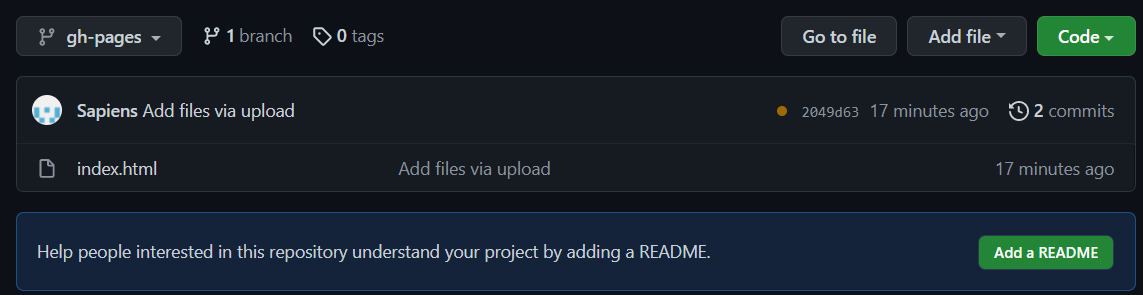 gh-pages 1 branch 0 tags Go to file Add file Code
Sapiens Add files via upload 2049d63 17 minutes ago 2 commits
index.html Add files via upload 17 minutes ago
Help people interested in this repository understand your project by adding a README. Add a README